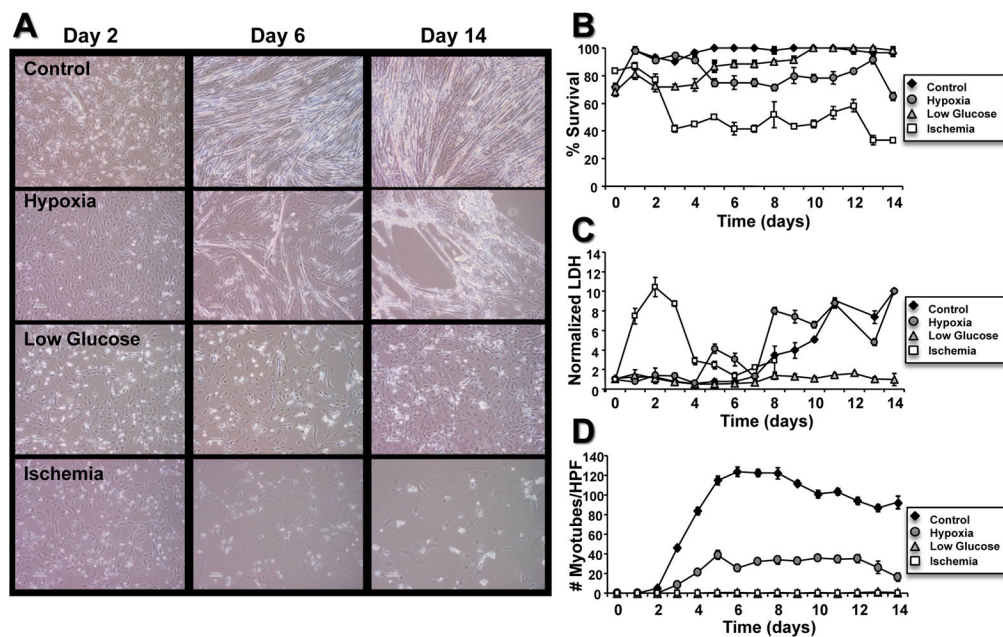 A
Day 2
Day 6
Day 14
Control
Hypoxia
Low Glucose
Ischemia
B
% Survival
100
80
60
40
20
0
0 2 4 6 8 10 12 14
Time (days)
Control
Hypoxia
Low Glucose
Ischemia
C
Normalized LDH
14
12
10
8
6
4
2
0
0 2 4 6 8 10 12 14
Time (days)
Control
Hypoxia
Low Glucose
Ischemia
D
# Myotubes/HPF
140
120
100
80
60
40
20
0
0 2 4 6 8 10 12 14
Time (days)
Control
Hypoxia
Low Glucose
Ischemia